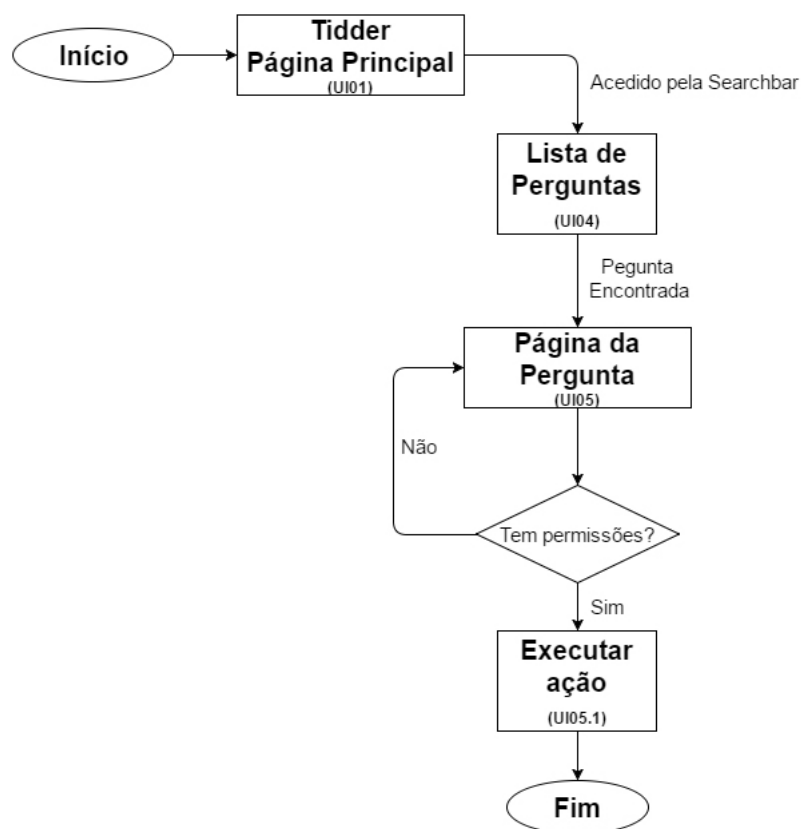 Início
Tidder
Página Principal
(UI01)
Acedido pela Searchbar
Lista de
Perguntas
(UI04)
Pegunta
Encontrada
Página da
Pergunta
(UI05)
Não
Tem permissões?
Sim
Executar
ação
(UI05.1)
Fim